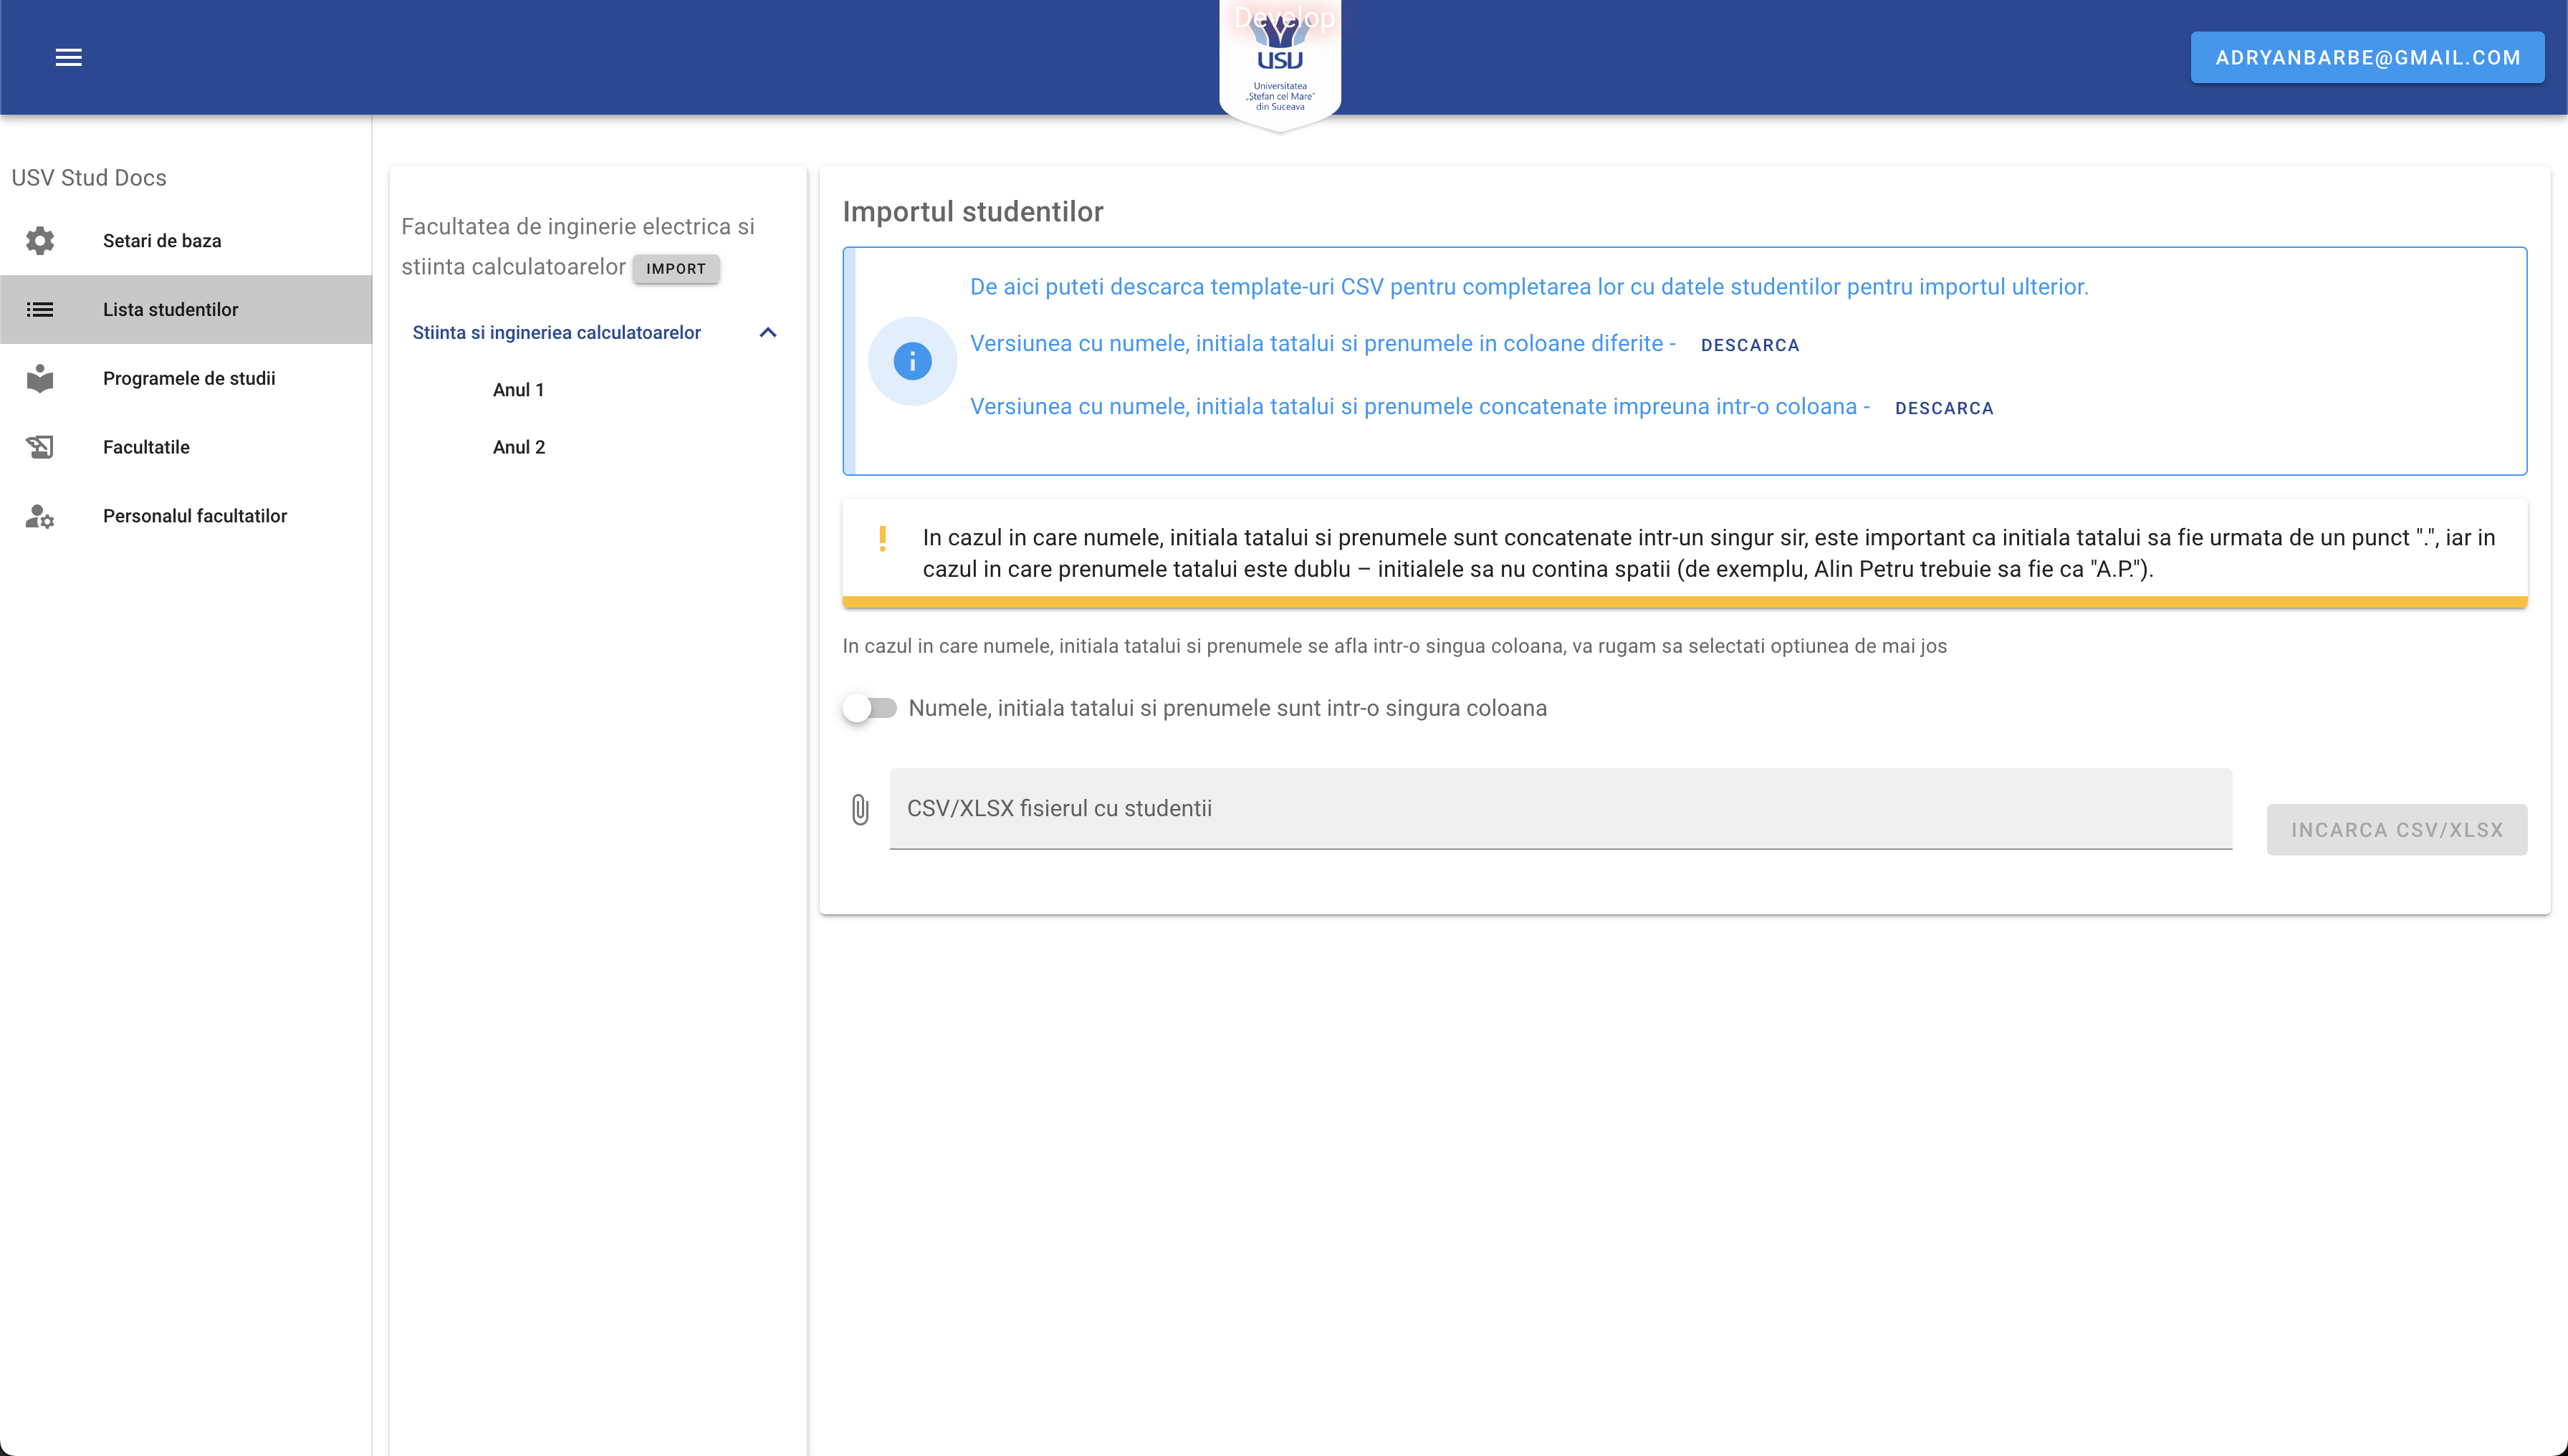 Develop
USV
Universitatea
„Ștefan cel Mare”
din Suceava
ADRYANBARBE@GMAIL.COM
USV Stud Docs
Setari de baza
Lista studentilor
Programele de studii
Facultatile
Personalul facultatilor
Facultatea de inginerie electrica si
stiinta calculatoarelor IMPORT
Stiinta si ingineriea calculatoarelor
Anul 1
Anul 2
Importul studentilor
De aici puteti descarca template-uri CSV pentru completarea lor cu datele studentilor pentru importul ulterior.
Versiunea cu numele, initiala tatalui si prenumele in coloane diferite - DESCARCA
Versiunea cu numele, initiala tatalui si prenumele concatenate impreuna intr-o coloana - DESCARCA
In cazul in care numele, initiala tatalui si prenumele sunt concatenate intr-un singur sir, este important ca initiala tatalui sa fie urmata de un punct ".", iar in
cazul in care prenumele tatalui este dublu – initialele sa nu contina spatii (de exemplu, Alin Petru trebuie sa fie ca "A.P.").
In cazul in care numele, initiala tatalui si prenumele se afla intr-o singua coloana, va rugam sa selectati optiunea de mai jos
Numele, initiala tatalui si prenumele sunt intr-o singura coloana
CSV/XLSX fisierul cu studentii
INCARCA CSV/XLSX